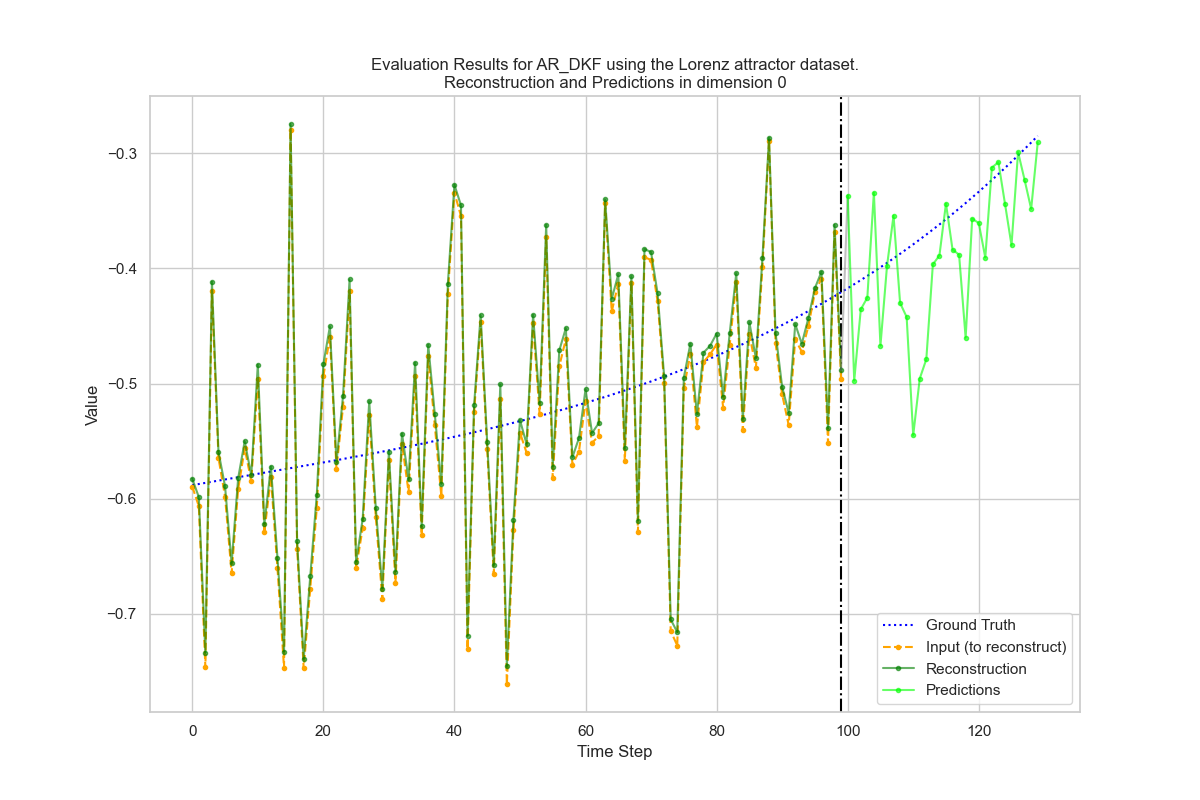 Evaluation Results for AR_DKF using the Lorenz attractor dataset.
Reconstruction and Predictions in dimension 0
Value
−0.3
−0.4
−0.5
−0.6
−0.7
Ground Truth
Input (to reconstruct)
Reconstruction
Predictions
0 20 40 60 80 100 120
Time Step